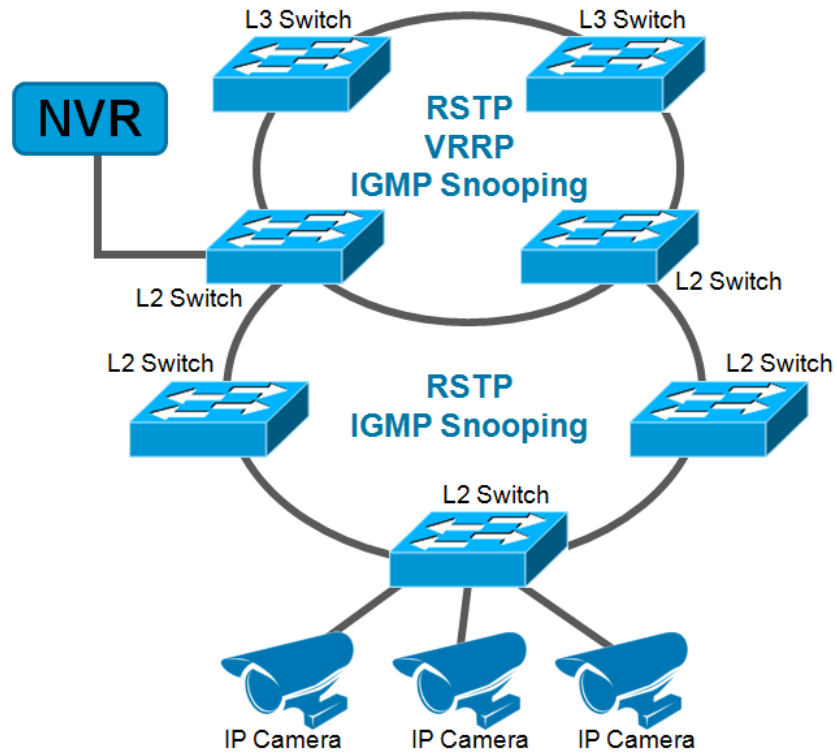 L3 Switch
L3 Switch
NVR
RSTP
VRRP
IGMP Snooping
L2 Switch
L2 Switch
L2 Switch
L2 Switch
RSTP
IGMP Snooping
L2 Switch
IP Camera
IP Camera
IP Camera